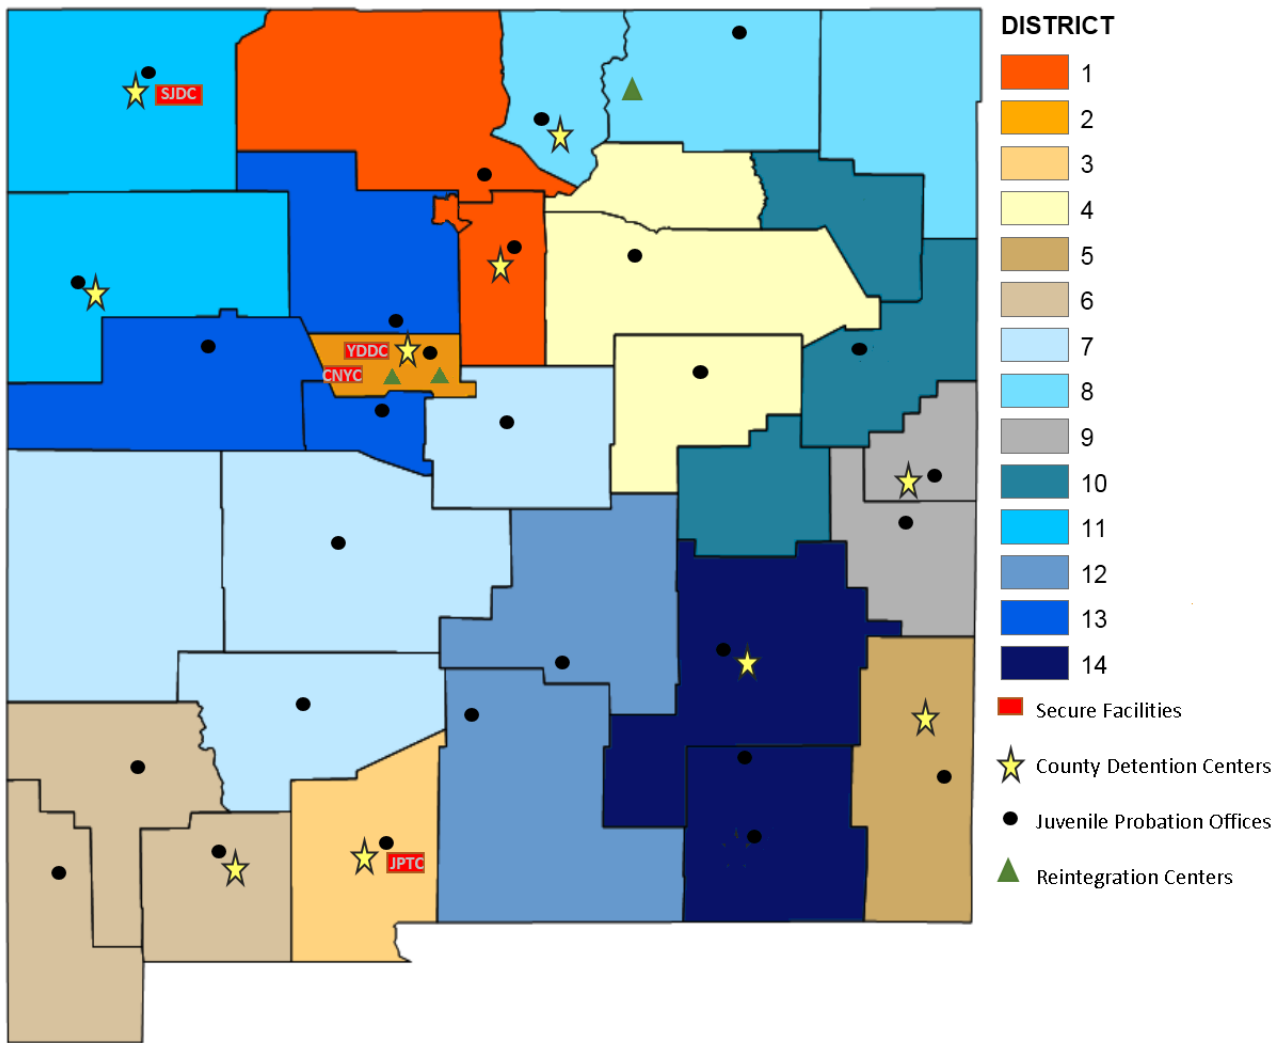 SJDC
YDDC
CNYC
JPTC
DISTRICT
1
2
3
4
5
6
7
8
9
10
11
12
13
14
Secure Facilities
County Detention Centers
Juvenile Probation Offices
Reintegration Centers